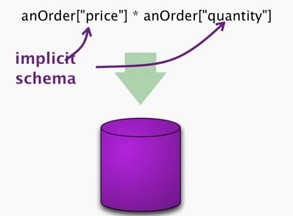 anOrder["price"] * anOrder["quantity"]
implicit
schema